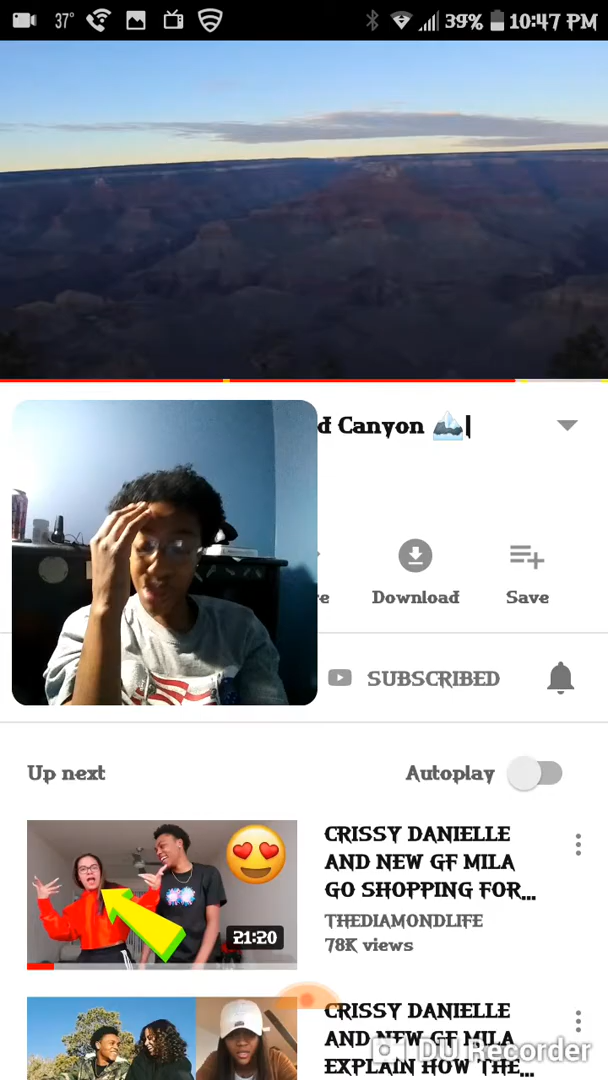 37°
39%
10:47 PM
d Canyon
Download
Save
SUBSCRIBED
Up next
Autoplay
CRISSY DANIELLE
AND NEW GF MILA
GO SHOPPING FOR...
THEDIAMONDLIFE
78K views
21:20
CRISSY DANIELLE
AND NEW GF MILA
EXPLAIN HOW THE...
DU Recorder